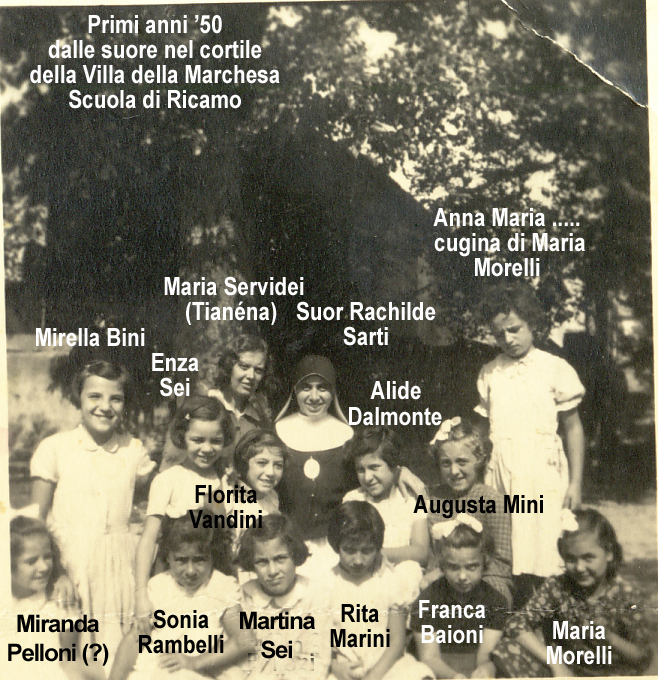 Primi anni '50
dalle suore nel cortile
della Villa della Marchesa
Scuola di Ricamo
Anna Maria .....
cugina di Maria
Morelli
Maria Servidei
(Tianéna)
Suor Rachilde
Sarti
Mirella Bini
Enza
Sei
Alide
Dalmonte
Florita
Vandini
Augusta Mini
Miranda
Pelloni (?)
Sonia
Rambelli
Martina
Sei
Rita
Marini
Franca
Baioni
Maria
Morelli